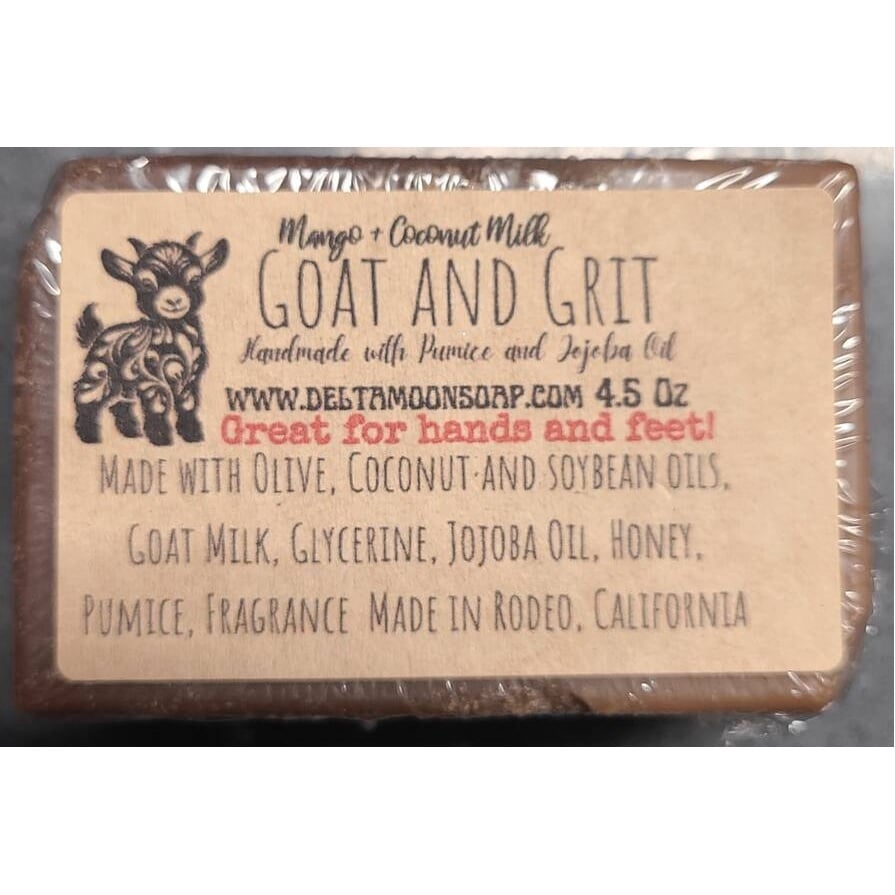 Mango + Coconut Milk
GOAT AND GRIT
Handmade with Pumice and Jojoba Oil
WWW.DELTAMOONSOAP.COM 4.5 Oz
Great for hands and feet!
MADE WITH OLIVE, COCONUT AND SOYBEAN OILS,
GOAT MILK, GLYCERINE, JOJOBA OIL, HONEY,
PUMICE, FRAGRANCE MADE IN RODEO, CALIFORNIA